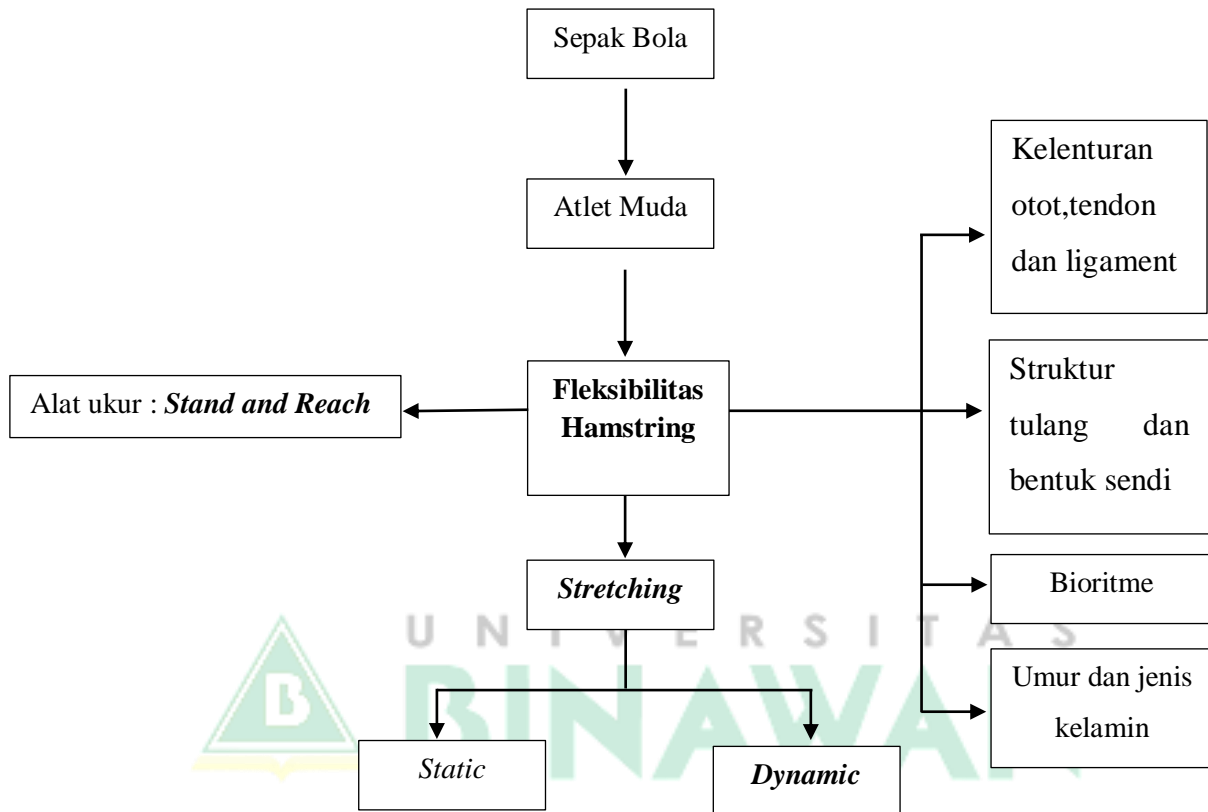 Sepak Bola
Atlet Muda
Kelenturan
otot,tendon
dan ligament
Alat ukur : Stand and Reach
Fleksibilitas
Hamstring
Struktur
tulang dan
bentuk sendi
Stretching
Bioritme
UNIVERSITAS
BINAWAN
B
Umur dan jenis
kelamin
Static
Dynamic